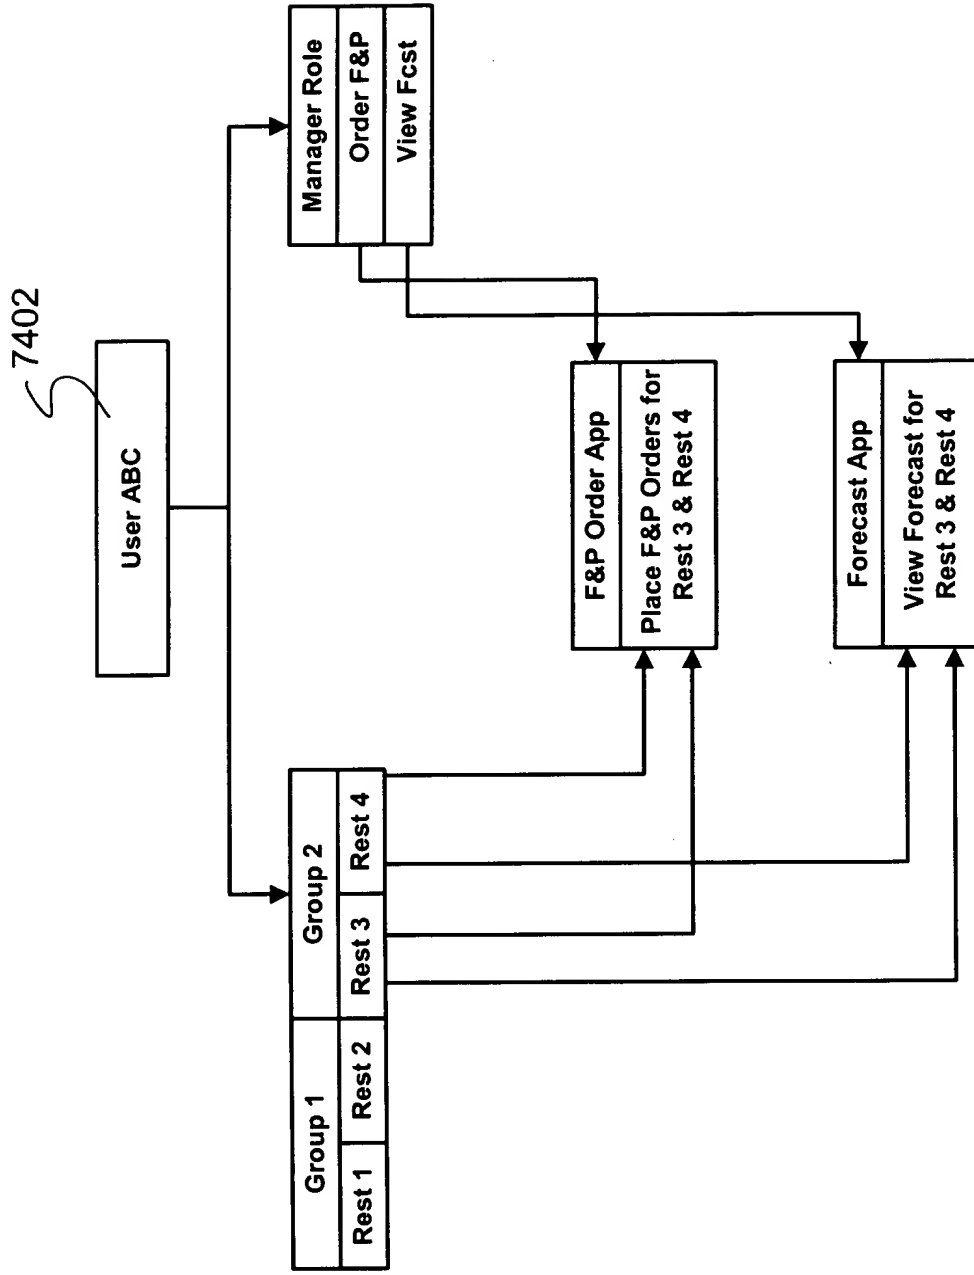 7402
User ABC
Group 1
Group 2
Rest 1
Rest 2
Rest 3
Rest 4
Manager Role
Order F&P
View Fcst
F&P Order App
Place F&P Orders for
Rest 3 & Rest 4
Forecast App
View Forecast for
Rest 3 & Rest 4